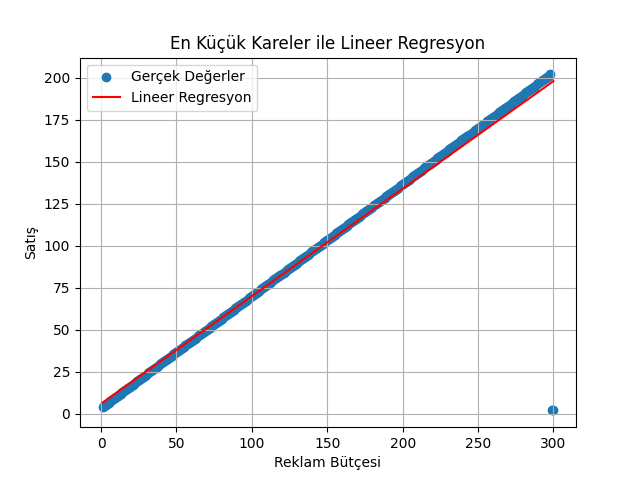 En Küçük Kareler ile Lineer Regresyon
Gerçek Değerler
Lineer Regresyon
200
175
150
125
100
75
50
25
0
Satış
0 50 100 150 200 250 300
Reklam Bütçesi